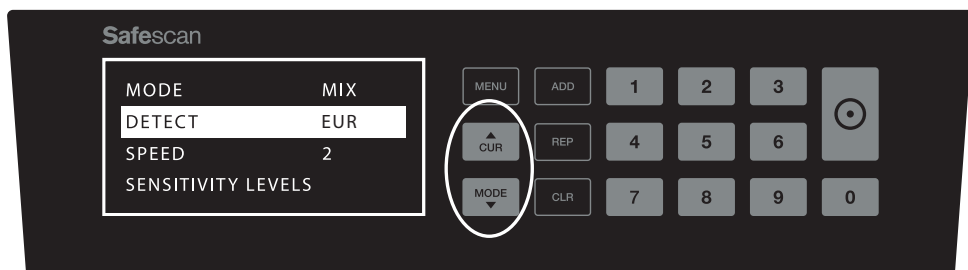 Safescan
MODE MIX
DETECT EUR
SPEED 2
SENSITIVITY LEVELS
MENU ADD 1 2 3
CUR REP 4 5 6
MODE CLR 7 8 9 0